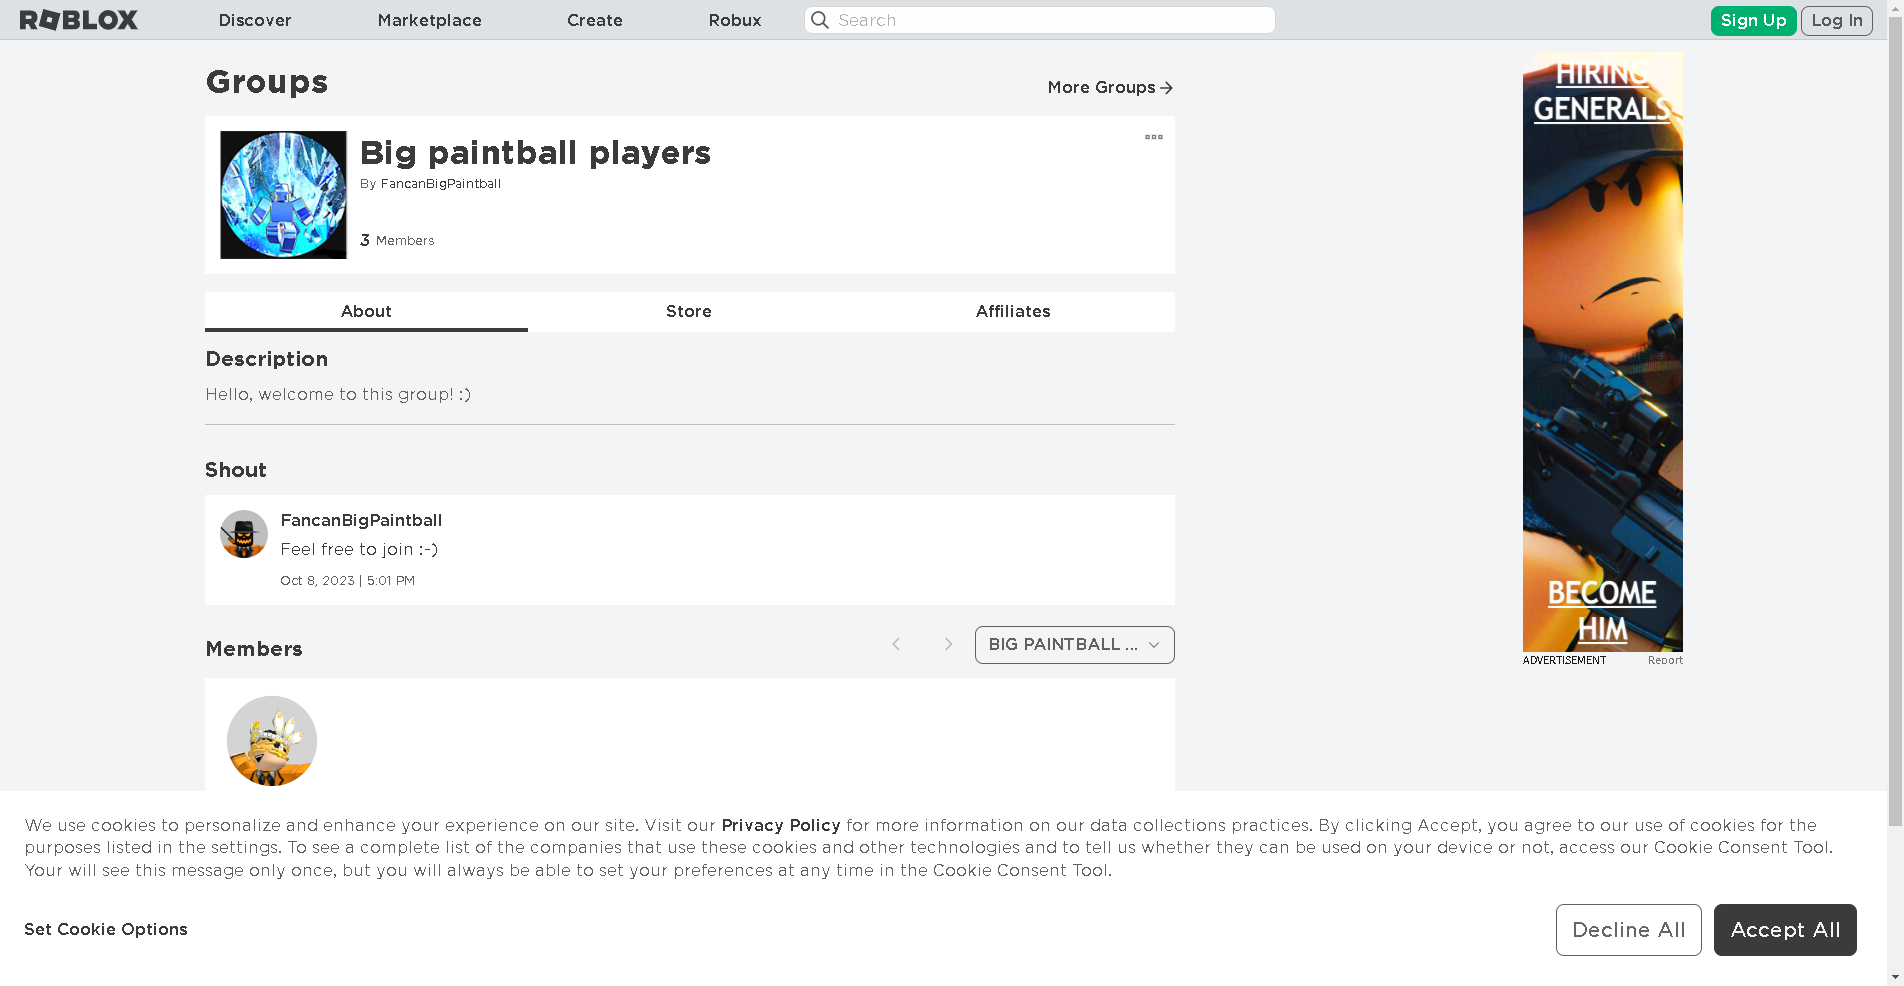 ROBLOX
Discover
Marketplace
Create
Robux
Search
Sign Up
Log In
Groups
More Groups
Big paintball players
By FancanBigPaintball
3 Members
About
Store
Affiliates
Description
Hello, welcome to this group! :)
Shout
FancanBigPaintball
Feel free to join :-)
Oct 8, 2023 | 5:01 PM
Members
BIG PAINTBALL ...
HIRING
GENERALS
BECOME
HIM
ADVERTISEMENT
Report
We use cookies to personalize and enhance your experience on our site. Visit our Privacy Policy for more information on our data collections practices. By clicking Accept, you agree to our use of cookies for the
purposes listed in the settings. To see a complete list of the companies that use these cookies and other technologies and to tell us whether they can be used on your device or not, access our Cookie Consent Tool.
Your will see this message only once, but you will always be able to set your preferences at any time in the Cookie Consent Tool.
Set Cookie Options
Decline All
Accept All